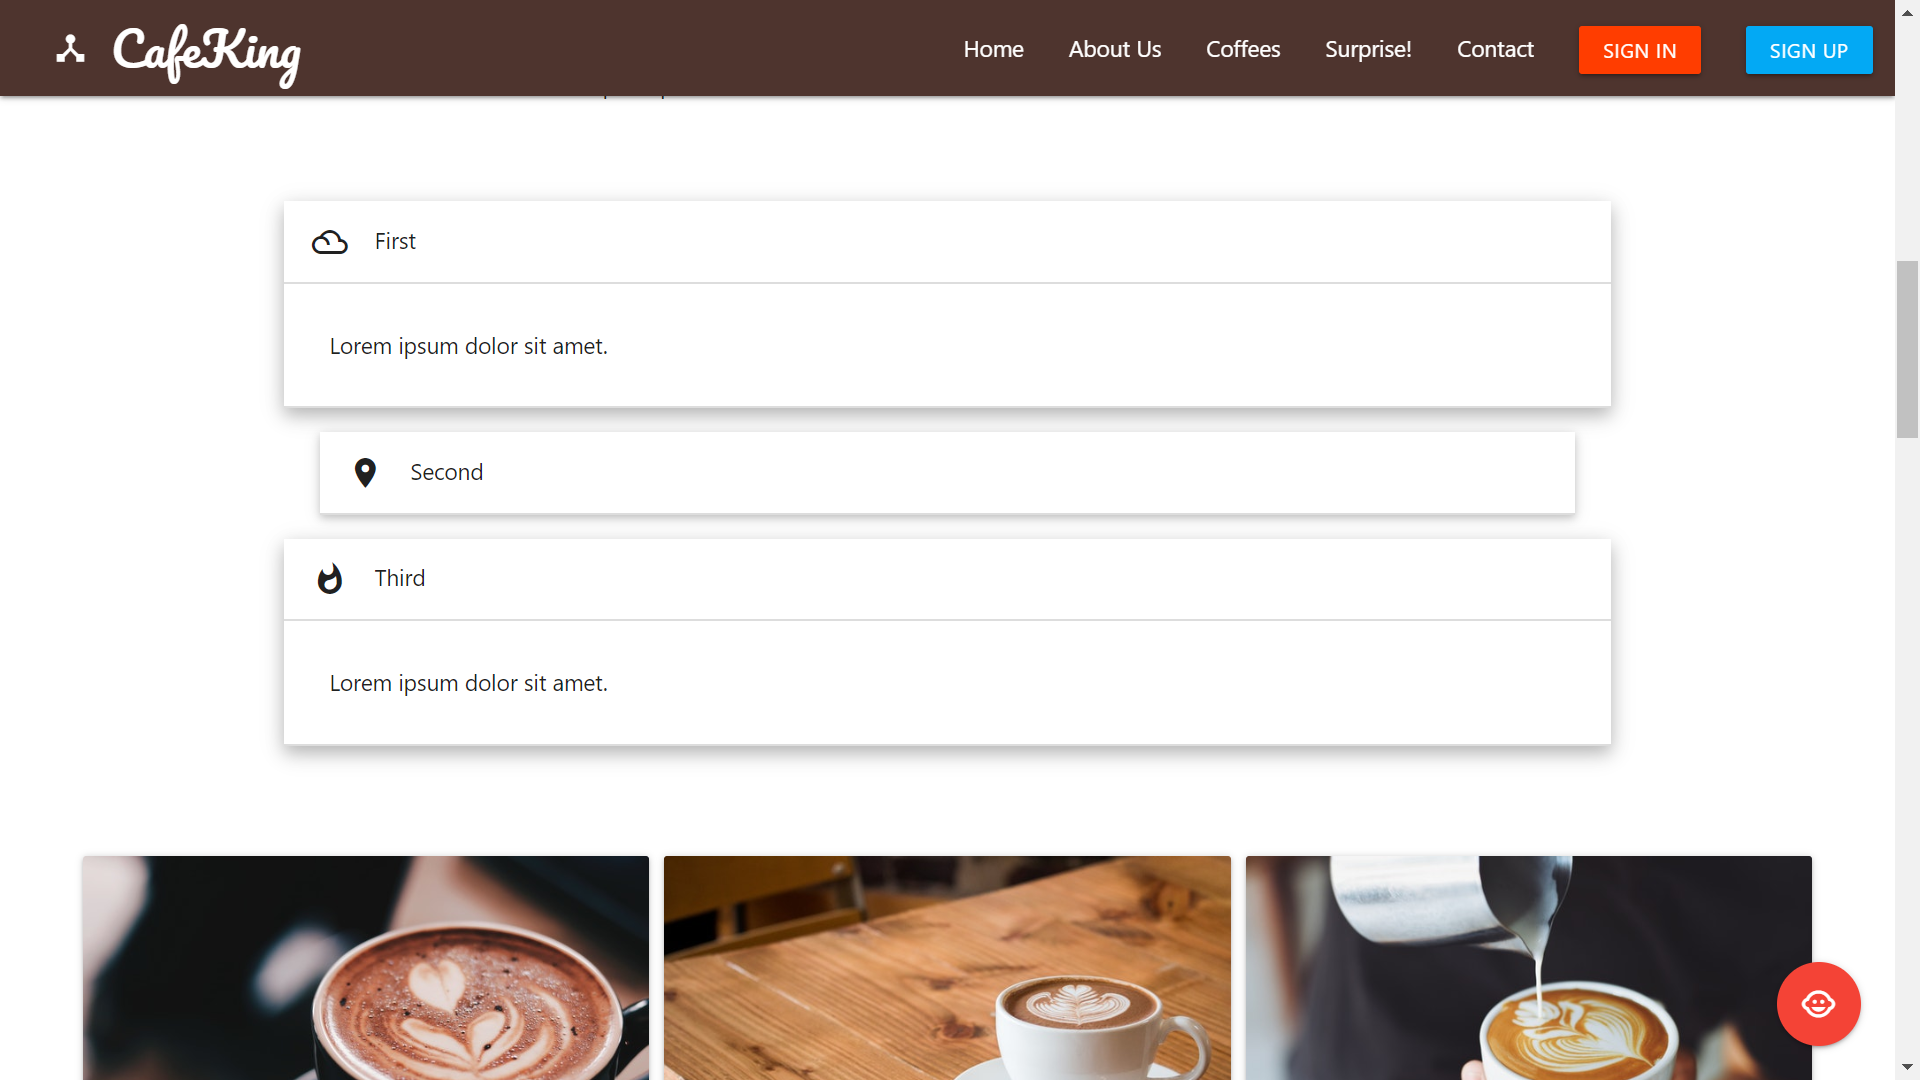 CafeKing
Home
About Us
Coffees
Surprise!
Contact
SIGN IN
SIGN UP
First
Lorem ipsum dolor sit amet.
Second
Third
Lorem ipsum dolor sit amet.